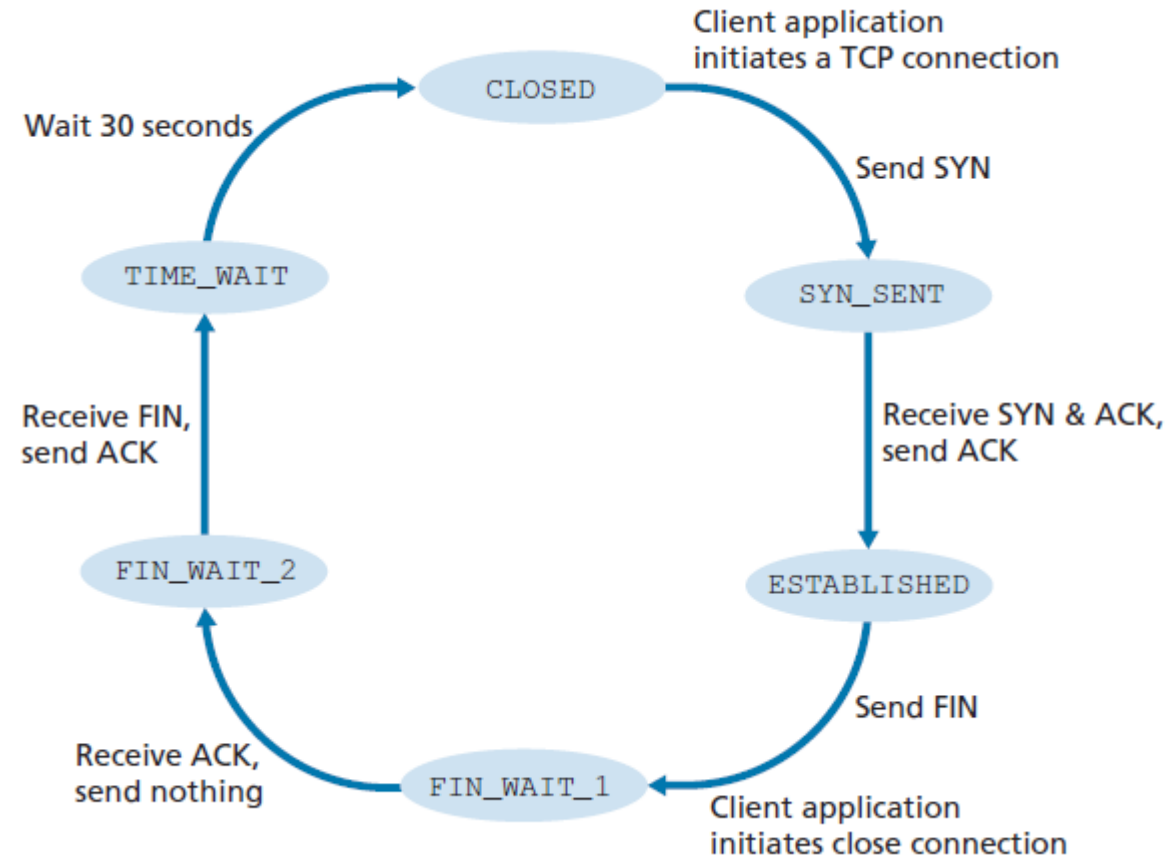 Client application
initiates a TCP connection
CLOSED
Wait 30 seconds
Send SYN
TIME_WAIT
SYN_SENT
Receive FIN,
send ACK
Receive SYN & ACK,
send ACK
FIN_WAIT_2
ESTABLISHED
Send FIN
Receive ACK,
send nothing
FIN_WAIT_1
Client application
initiates close connection